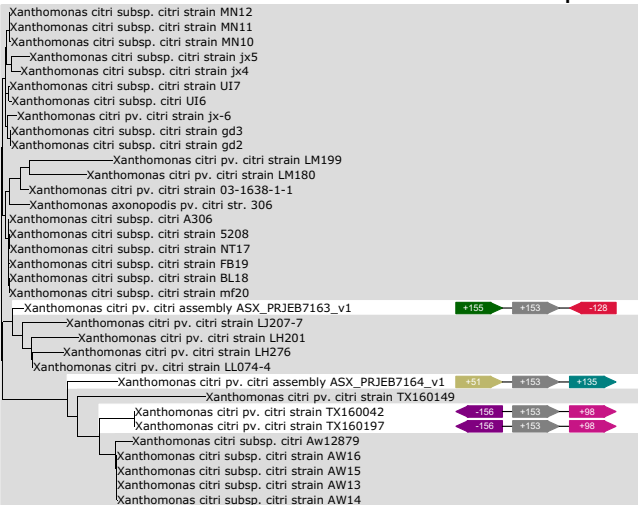 Xanthomonas citri subsp. citri strain MN12
Xanthomonas citri subsp. citri strain MN11
Xanthomonas citri subsp. citri strain MN10
Xanthomonas citri subsp. citri strain jx5
Xanthomonas citri subsp. citri strain jx4
Xanthomonas citri subsp. citri strain UI7
Xanthomonas citri subsp. citri UI6
Xanthomonas citri pv. citri strain jx-6
Xanthomonas citri subsp. citri strain gd3
Xanthomonas citri subsp. citri strain gd2
Xanthomonas citri pv. citri strain LM199
Xanthomonas citri pv. citri strain LM180
Xanthomonas citri pv. citri strain 03-1638-1-1
Xanthomonas axonopodis pv. citri str. 306
Xanthomonas citri subsp. citri A306
Xanthomonas citri subsp. citri strain 5208
Xanthomonas citri subsp. citri strain NT17
Xanthomonas citri subsp. citri strain FB19
Xanthomonas citri subsp. citri strain BL18
Xanthomonas citri subsp. citri strain mf20
Xanthomonas citri pv. citri assembly ASX_PRJEB7163_v1 +155 +153 -128
Xanthomonas citri pv. citri strain LJ207-7
Xanthomonas citri pv. citri strain LH201
Xanthomonas citri pv. citri strain LH276
Xanthomonas citri pv. citri strain LL074-4
Xanthomonas citri pv. citri assembly ASX_PRJEB7164_v1 +51 +153 +135
Xanthomonas citri pv. citri strain TX160149
Xanthomonas citri pv. citri strain TX160042 -156 +153 +98
Xanthomonas citri pv. citri strain TX160197 -156 +153 +98
Xanthomonas citri subsp. citri Aw12879
Xanthomonas citri subsp. citri strain AW16
Xanthomonas citri subsp. citri strain AW15
Xanthomonas citri subsp. citri strain AW13
Xanthomonas citri subsp. citri strain AW14